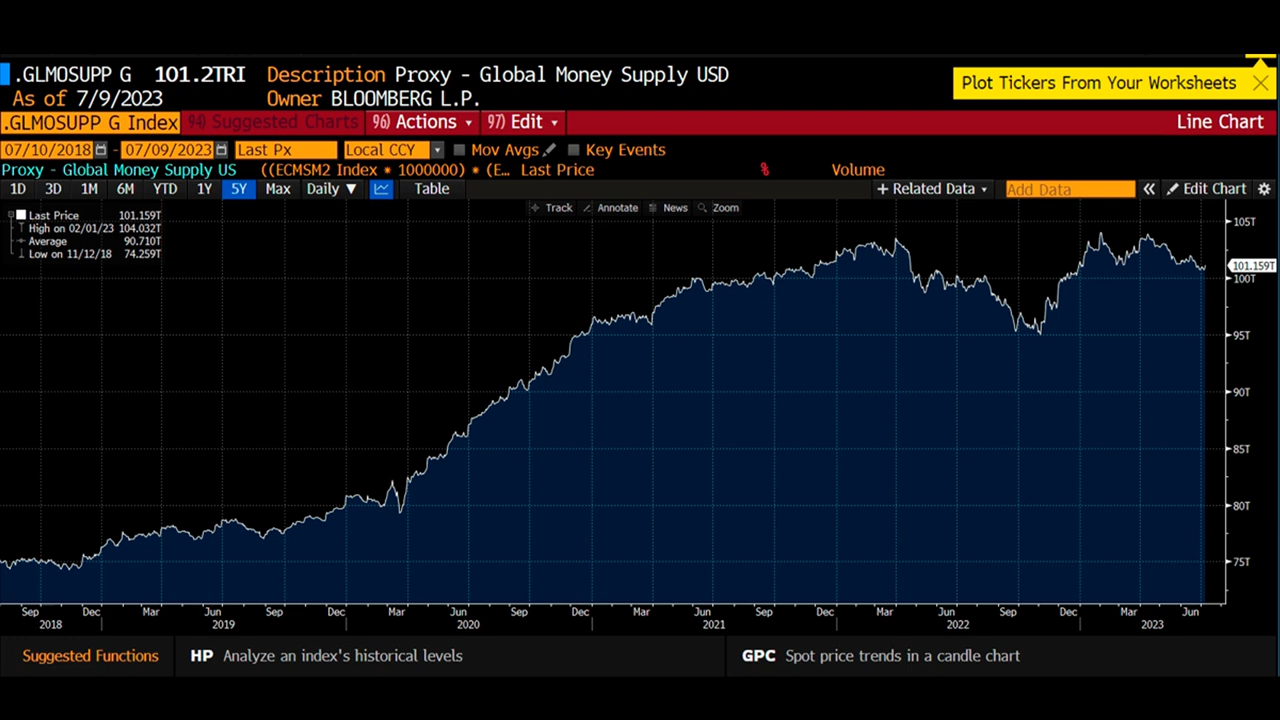 .GLMOSUPP G 101.2TRI Description Proxy - Global Money Supply USD
As of 7/9/2023 Owner BLOOMBERG L.P.
Plot Tickers From Your Worksheets
.GLMOSUPP G Index 94) Suggested Charts 96) Actions 97) Edit Line Chart
07/10/2018 - 07/09/2023 Last Px Local CCY Mov Avgs Key Events
Proxy - Global Money Supply US ((ECMSM2 Index * 1000000) * (E… Last Price % Volume
1D 3D 1M 6M YTD 1Y 5Y Max Daily ▼ Table + Related Data Add Data « Edit Chart
Track Annotate News Zoom
Last Price 101.159T
High on 02/01/23 104.032T
Average 90.710T
Low on 11/12/18 74.259T
105T
101.159T
100T
95T
90T
85T
80T
75T
Sep Dec Mar Jun Sep Dec Mar Jun Sep Dec Mar Jun Sep Dec Mar Jun Sep Dec Mar Jun
2018 2019 2020 2021 2022 2023
Suggested Functions HP Analyze an index's historical levels GPC Spot price trends in a candle chart